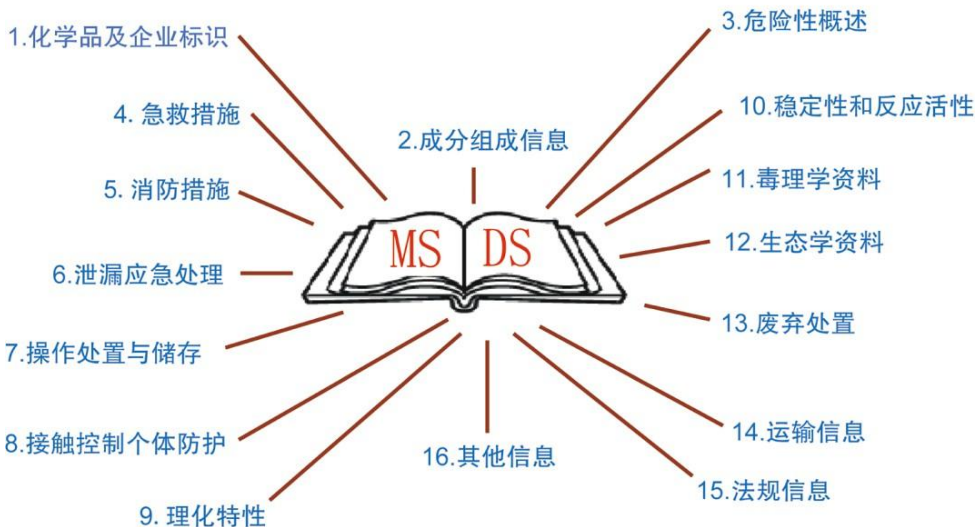 1.化学品及企业标识
3.危险性概述
4. 急救措施
10.稳定性和反应活性
2.成分组成信息
5. 消防措施
11.毒理学资料
MS DS
12.生态学资料
6.泄漏应急处理
13.废弃处置
7.操作处置与储存
8.接触控制个体防护
14.运输信息
16.其他信息
15.法规信息
9. 理化特性